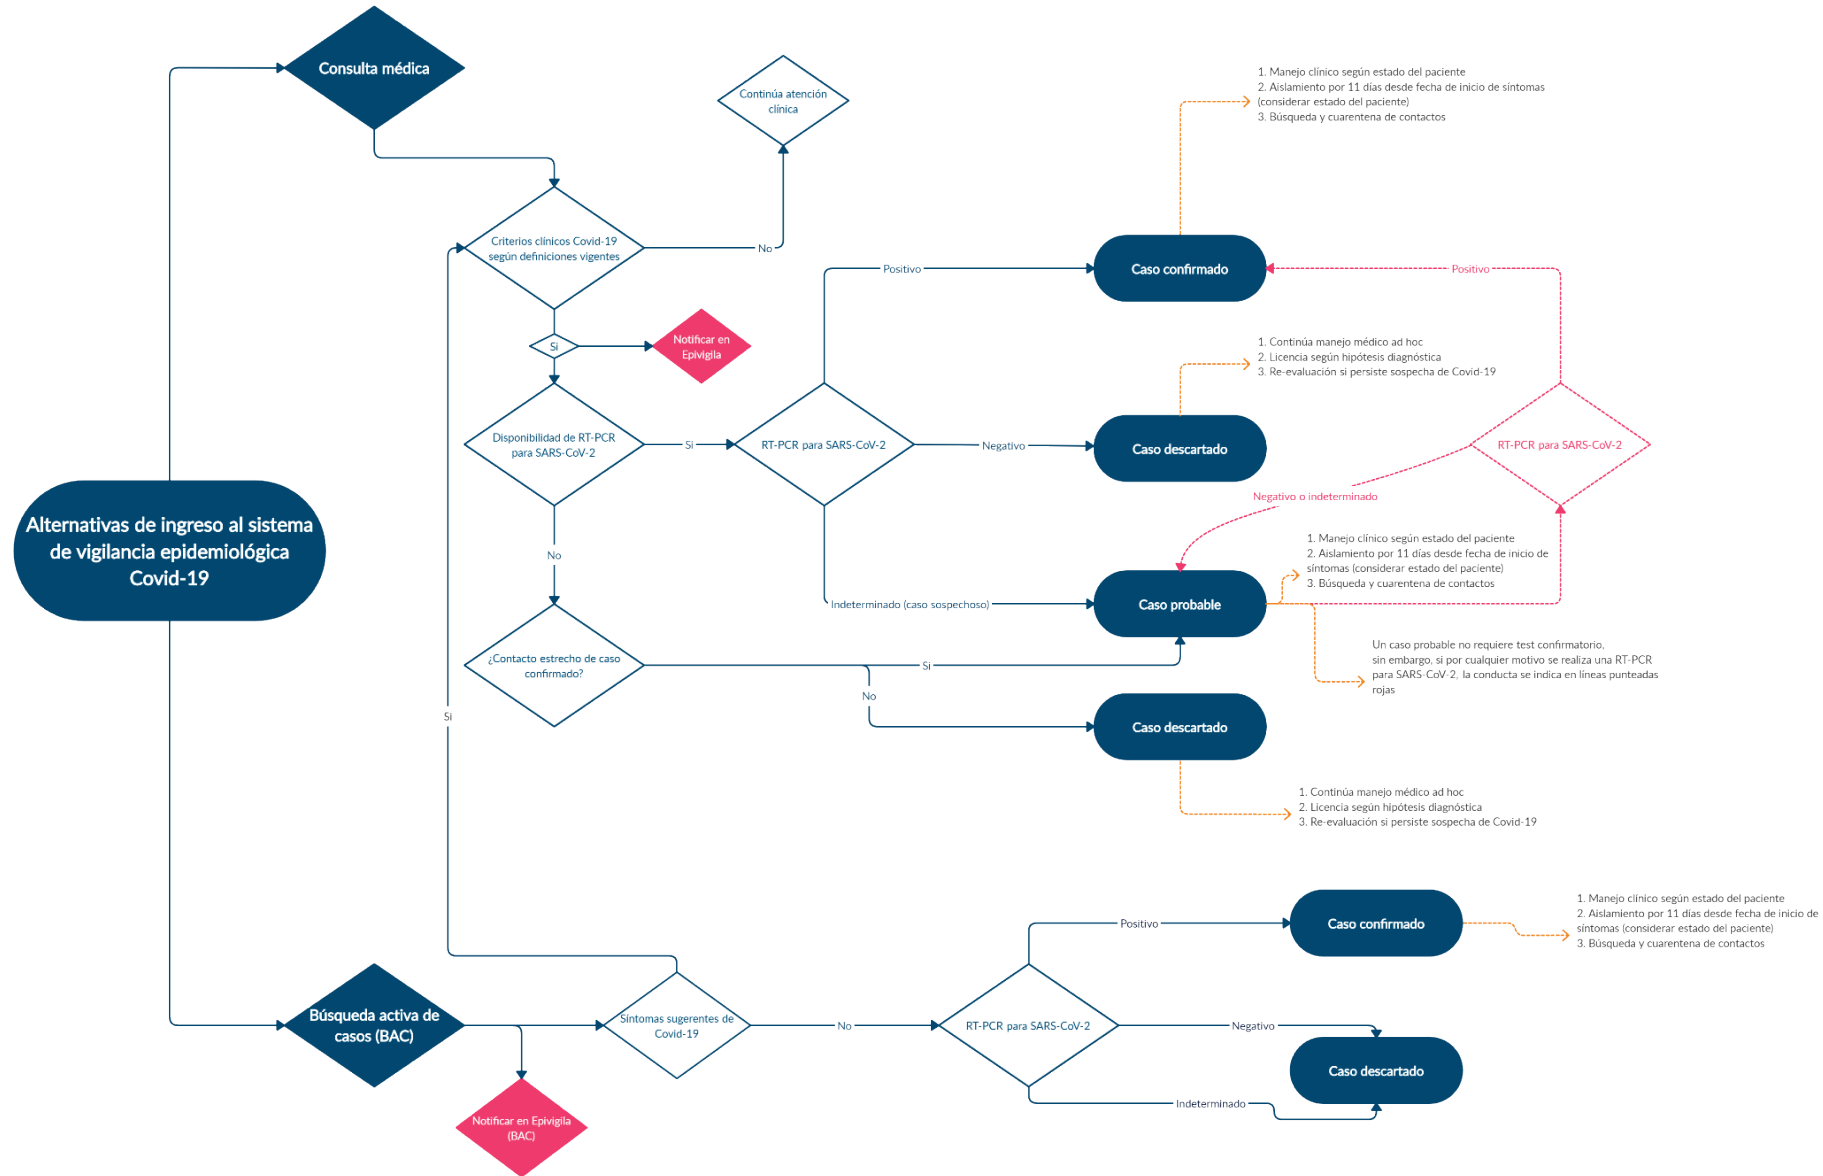 Consulta médica
Continúa atención
clínica
1. Manejo clínico según estado del paciente
2. Aislamiento por 11 días desde fecha de inicio de síntomas
(considerar estado del paciente)
3. Búsqueda y cuarentena de contactos
Criterios clínicos Covid-19
según definiciones vigentes
No
Positivo
Caso confirmado
Positivo
Si
Notificar en
Epivigila
1. Continúa manejo médico ad hoc
2. Licencia según hipótesis diagnóstica
3. Re-evaluación si persiste sospecha de Covid-19
Disponibilidad de RT-PCR
para SARS-CoV-2
Si
RT-PCR para SARS-CoV-2
Negativo
Caso descartado
RT-PCR para SARS-CoV-2
Negativo o indeterminado
Alternativas de ingreso al sistema
de vigilancia epidemiológica
Covid-19
No
1. Manejo clínico según estado del paciente
2. Aislamiento por 11 días desde fecha de inicio de
síntomas (considerar estado del paciente)
3. Búsqueda y cuarentena de contactos
Indeterminado (caso sospechoso)
Caso probable
¿Contacto estrecho de caso
confirmado?
Si
No
Un caso probable no requiere test confirmatorio,
sin embargo, si por cualquier motivo se realiza una RT-PCR
para SARS-CoV-2, la conducta se indica en líneas punteadas
rojas
Si
Caso descartado
1. Continúa manejo médico ad hoc
2. Licencia según hipótesis diagnóstica
3. Re-evaluación si persiste sospecha de Covid-19
Positivo
Caso confirmado
1. Manejo clínico según estado del paciente
2. Aislamiento por 11 días desde fecha de inicio de
síntomas (considerar estado del paciente)
3. Búsqueda y cuarentena de contactos
Búsqueda activa de
casos (BAC)
Síntomas sugerentes de
Covid-19
No
RT-PCR para SARS-CoV-2
Negativo
Caso descartado
Indeterminado
Notificar en Epivigila
(BAC)